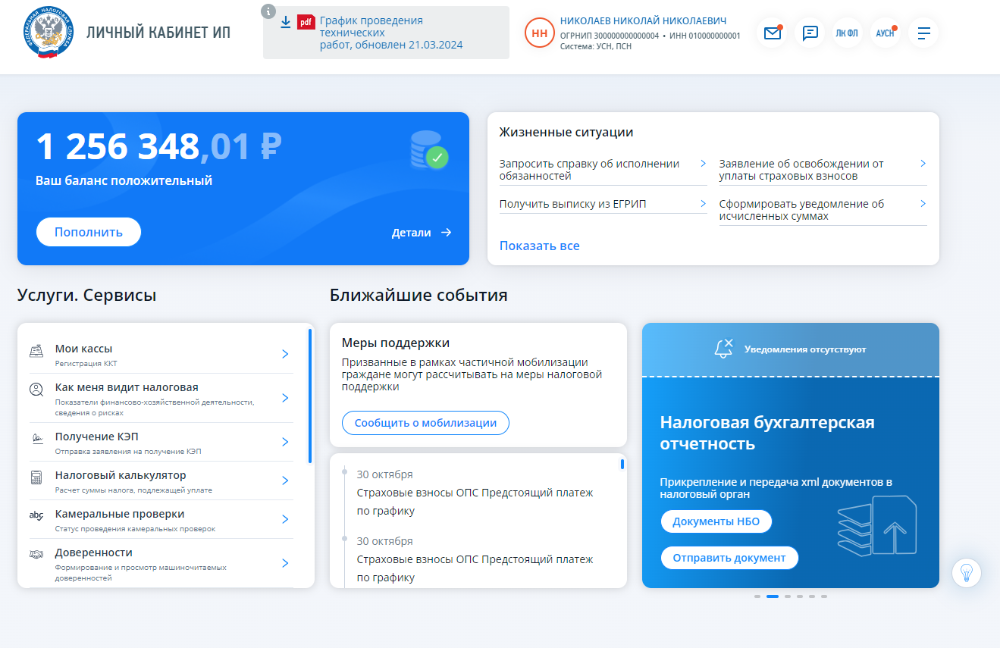 ФЕДЕРАЛЬНАЯ НАЛОГОВАЯ СЛУЖБА
ЛИЧНЫЙ КАБИНЕТ ИП
i
pdf
График проведения
технических
работ, обновлен 21.03.2024
НН
НИКОЛАЕВ НИКОЛАЙ НИКОЛАЕВИЧ
ОГРНИП 300000000000004 • ИНН 010000000001
Система: УСН, ПСН
ЛК ФЛ
АУСН
1 256 348,01 ₽
Ваш баланс положительный
Пополнить
Детали
Жизненные ситуации
Запросить справку об исполнении
обязанностей
Заявление об освобождении от
уплаты страховых взносов
Получить выписку из ЕГРИП
Сформировать уведомление об
исчисленных суммах
Показать все
Услуги. Сервисы
Мои кассы
Регистрация ККТ
Как меня видит налоговая
Показатели финансово-хозяйственной деятельности,
сведения о рисках
Получение КЭП
Отправка заявления на получение КЭП
Налоговый калькулятор
Расчет суммы налога, подлежащей уплате
abc
Камеральные проверки
Статус проведения камеральных проверок
Доверенности
Формирование и просмотр машиночитаемых
доверенностей
Ближайшие события
Меры поддержки
Призванные в рамках частичной мобилизации
граждане могут рассчитывать на меры налоговой
поддержки
Сообщить о мобилизации
30 октября
Страховые взносы ОПС Предстоящий платеж
по графику
30 октября
Страховые взносы ОПС Предстоящий платеж
по графику
Уведомления отсутствуют
Налоговая бухгалтерская
отчетность
Прикрепление и передача xml документов в
налоговый орган
Документы НБО
Отправить документ